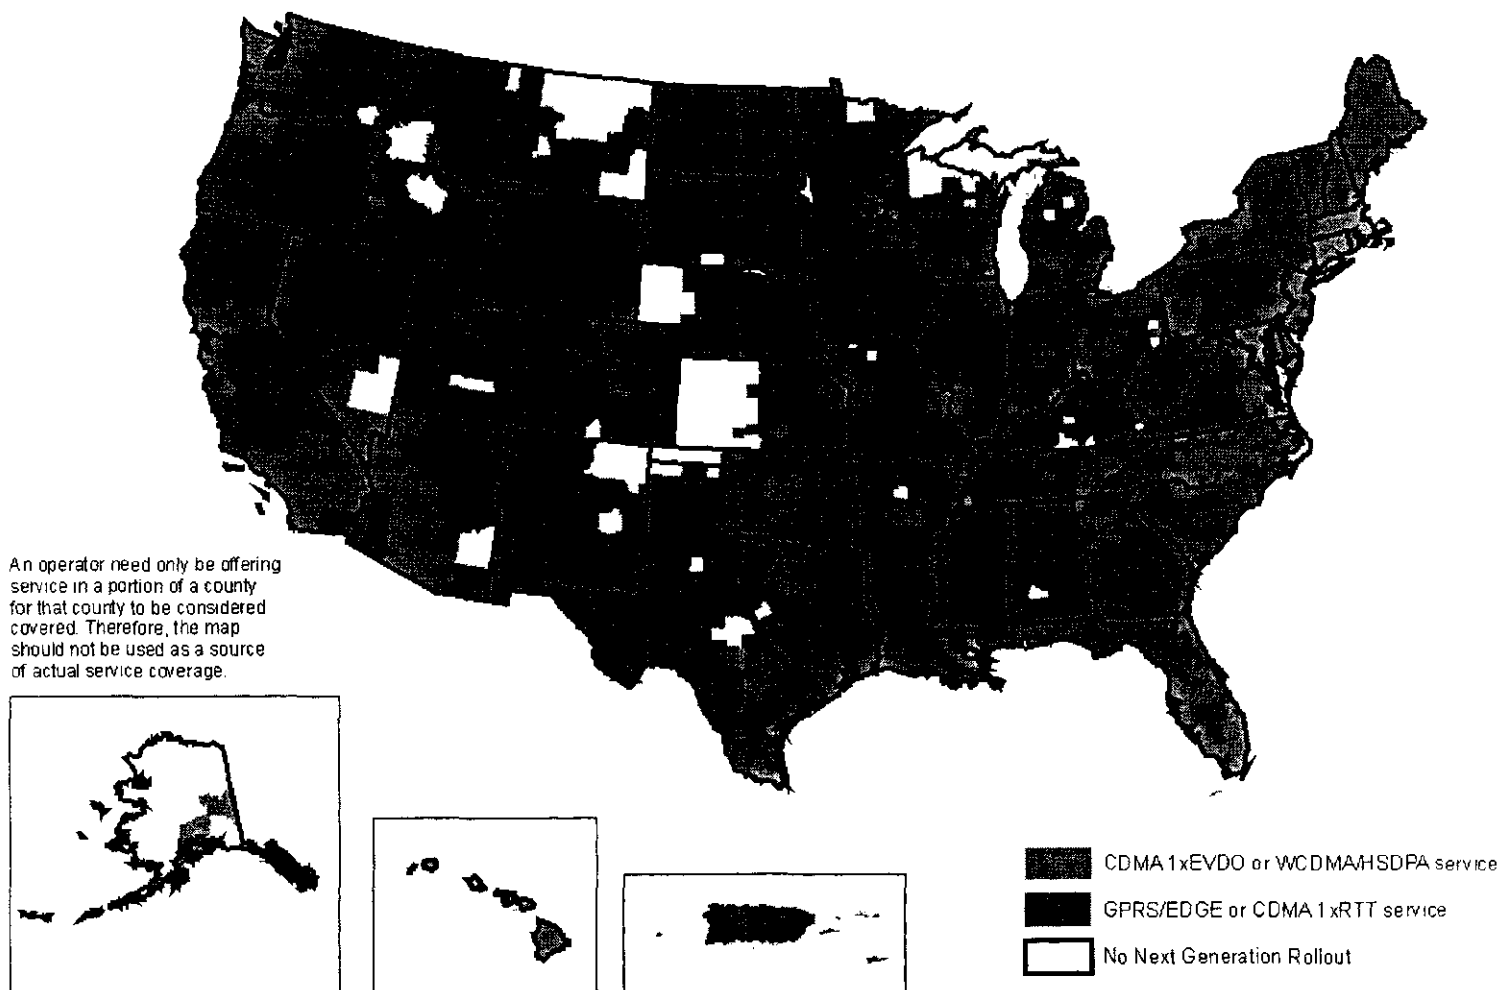 An operator need only be offering
service in a portion of a county
for that county to be considered
covered. Therefore, the map
should not be used as a source
of actual service coverage.
CDMA 1xEVDO or WCDMA/HSDPA service
GPRS/EDGE or CDMA 1xRTT service
No Next Generation Rollout